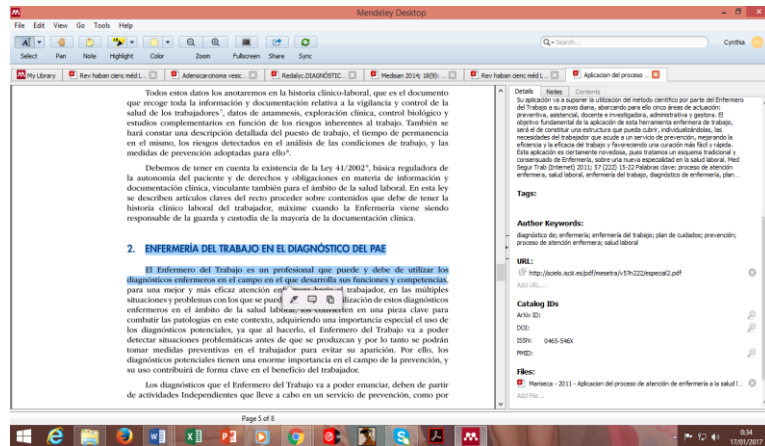 Mendeley Desktop
File Edit View Go Tools Help
Select Pan Note Highlight Color Zoom Fullscreen Share Sync
Search...
Cynthia
My Library
Rev haban cienc méd L...
Adenocarcinoma vesic...
Redalyc.DIAGNÓSTIC...
Medisan 2014; 18(9): ...
Rev haban cienc méd L...
Aplicacion del proceso ...
Todos estos datos los anotaremos en la historia clínico-laboral, que es el documento
que recoge toda la información y documentación relativa a la vigilancia y control de la
salud de los trabajadores7, datos de anamnesis, exploración clínica, control biológico y
estudios complementarios en función de los riesgos inherentes al trabajo. También se
hará constar una descripción detallada del puesto de trabajo, el tiempo de permanencia
en el mismo, los riesgos detectados en el análisis de las condiciones de trabajo, y las
medidas de prevención adoptadas para ello8.
Debemos de tener en cuenta la existencia de la Ley 41/20029, básica reguladora de
la autonomía del paciente y de derechos y obligaciones en materia de información y
documentación clínica, vinculante también para el ámbito de la salud laboral. En esta ley
se describen artículos claves del recto proceder sobre contenidos que debe de tener la
historia clínico laboral del trabajador, máxime cuando la Enfermería viene siendo
responsable de la guarda y custodia de la mayoría de la documentación clínica.
2. ENFERMERÍA DEL TRABAJO EN EL DIAGNÓSTICO DEL PAE
El Enfermero del Trabajo es un profesional que puede y debe de utilizar los
diagnósticos enfermeros en el campo en el que desarrolla sus funciones y competencias,
para una mejor y más eficaz atención enfermera hacia el trabajador, en las múltiples
situaciones y problemas con los que se pued ilización de estos diagnósticos
enfermeros en el ámbito de la salud laboral, los convierten en una pieza clave para
combatir las patologías en este contexto, adquiriendo una importancia especial el uso de
los diagnósticos potenciales, ya que al hacerlo, el Enfermero del Trabajo va a poder
detectar situaciones problemáticas antes de que se produzcan y por lo tanto se podrán
tomar medidas preventivas en el trabajador para evitar su aparición. Por ello, los
diagnósticos potenciales tienen una enorme importancia en el campo de la prevención, y
su uso contribuirá de forma clave en el beneficio del trabajador.
Los diagnósticos que el Enfermero del Trabajo va a poder enunciar, deben de partir
de actividades Independientes que lleve a cabo en un servicio de prevención, como por
Page 5 of 8
Details Notes Contents
Su aplicación va a suponer la utilización del método científico por parte del Enfermero
del Trabajo a su praxis diaria, abarcando para ello cinco áreas de actuación:
preventiva, asistencial, docente e investigadora, administrativa y gestora. El
objetivo fundamental de la aplicación de esta herramienta enfermera de trabajo,
será el de constituir una estructura que pueda cubrir, individualizándolas, las
necesidades del trabajador que acude a un servicio de prevención, mejorando la
eficiencia y la eficacia del trabajo y favoreciendo una curación más fácil y rápida.
Esta aplicación es ciertamente novedosa, pues tratamos un esquema tradicional y
consensuado de Enfermería, sobre una nueva especialidad en la salud laboral. Med
Segur Trab (Internet) 2011; 57 (222) 15-22 Palabras clave: proceso de atención
enfermera, salud laboral, enfermería del trabajo, diagnóstico de enfermería, plan...
Tags:
Author Keywords:
diagnóstico de; enfermería; enfermería del trabajo; plan de cuidados; prevención;
proceso de atención enfermera; salud laboral
URL:
http://scielo.isciii.es/pdf/mesetra/v57n222/especial2.pdf
Add URL...
Catalog IDs
ArXiv ID:
DOI:
ISSN: 0465-546X
PMID:
Files:
Mariseca - 2011 - Aplicacion del proceso de atención de enfermería a la salud l...
Add File...
0:34
17/01/2017